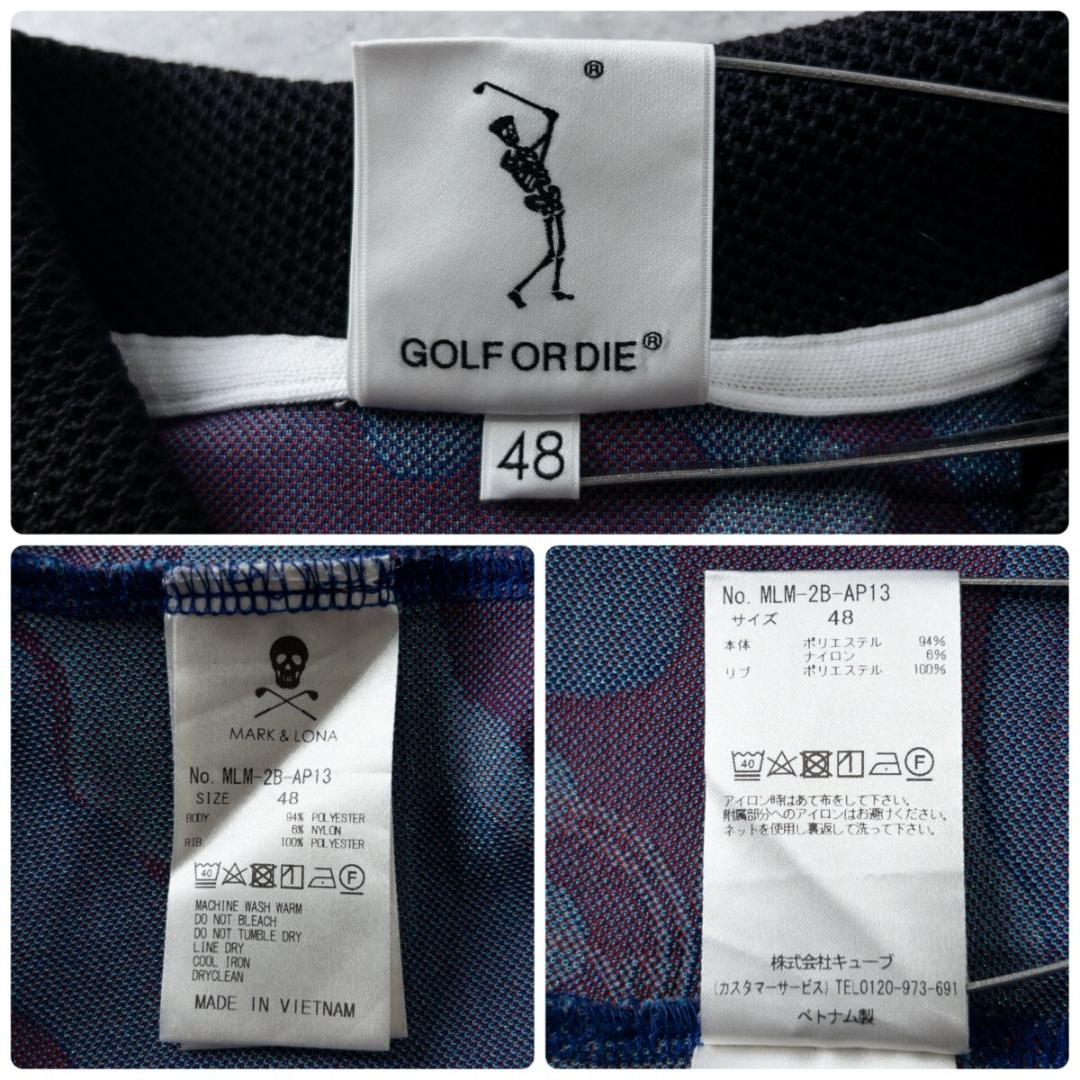 ®
GOLF OR DIE®
48
MARK & LONA
No. MLM-2B-AP13
SIZE 48
BODY 94% POLYESTER
6% NYLON
RIB 100% POLYESTER
40 F
MACHINE WASH WARM
DO NOT BLEACH
DO NOT TUMBLE DRY
LINE DRY
COOL IRON
DRYCLEAN
MADE IN VIETNAM
No. MLM-2B-AP13
サイズ 48
本体 ポリエステル 94%
ナイロン 6%
リブ ポリエステル 100%
40 F
アイロン時はあて布をして下さい。
附属部分へのアイロンはお避けください。
ネットを使用し裏返して洗って下さい。
株式会社キューブ
(カスタマーサービス) TEL0120-973-691
ベトナム製